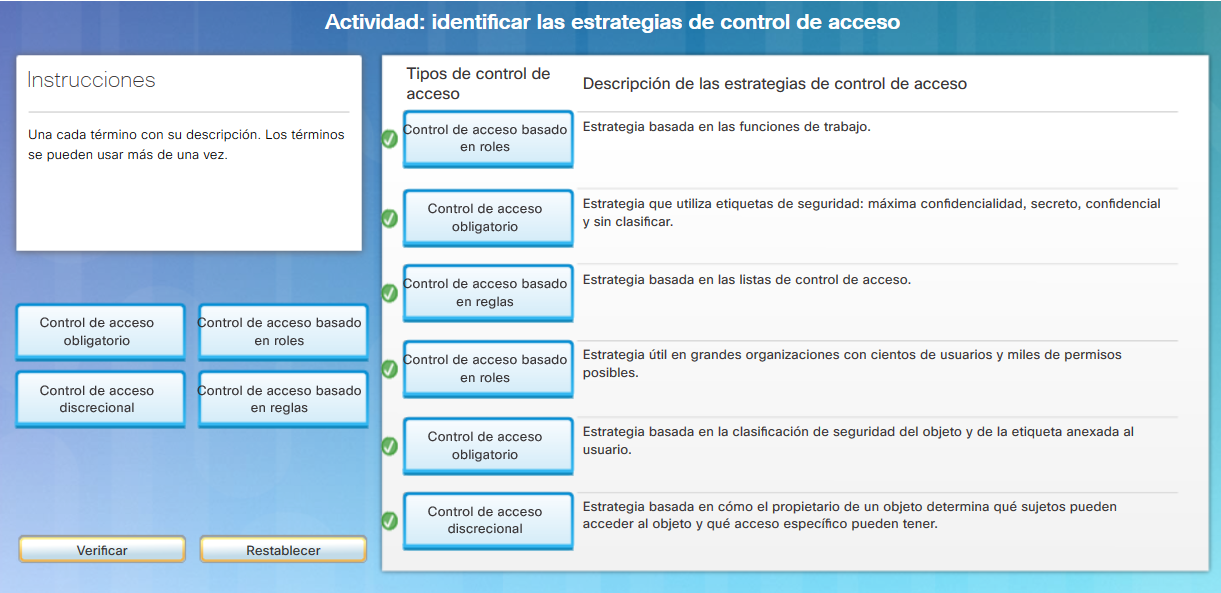 Actividad: identificar las estrategias de control de acceso
Instrucciones
Una cada término con su descripción. Los términos
se pueden usar más de una vez.
Control de acceso
obligatorio
Control de acceso basado
en roles
Control de acceso
discrecional
Control de acceso basado
en reglas
Verificar
Restablecer
Tipos de control de
acceso
Descripción de las estrategias de control de acceso
Control de acceso basado
en roles
Estrategia basada en las funciones de trabajo.
Control de acceso
obligatorio
Estrategia que utiliza etiquetas de seguridad: máxima confidencialidad, secreto, confidencial
y sin clasificar.
Control de acceso basado
en reglas
Estrategia basada en las listas de control de acceso.
Control de acceso basado
en roles
Estrategia útil en grandes organizaciones con cientos de usuarios y miles de permisos
posibles.
Control de acceso
obligatorio
Estrategia basada en la clasificación de seguridad del objeto y de la etiqueta anexada al
usuario.
Control de acceso
discrecional
Estrategia basada en cómo el propietario de un objeto determina qué sujetos pueden
acceder al objeto y qué acceso específico pueden tener.